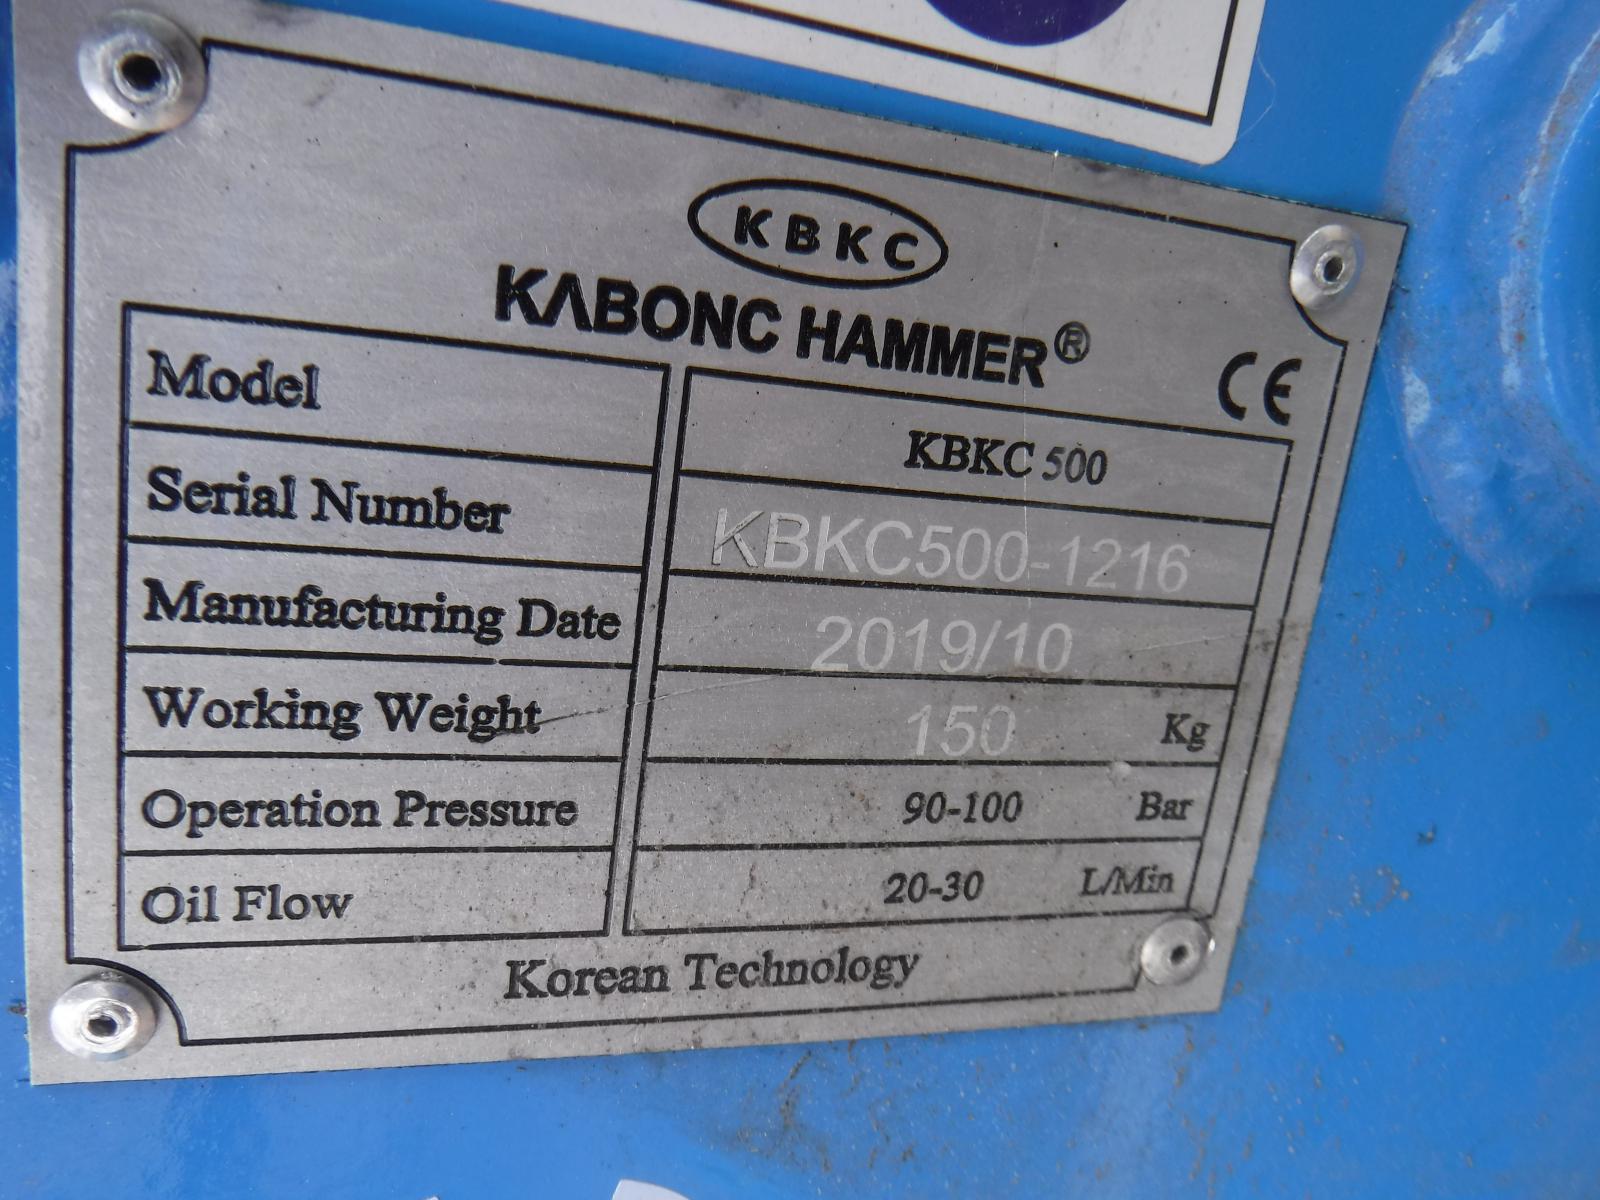 KBKC
KΛBONC HAMMER®
CE
Model KBKC 500
Serial Number KBKC500-1216
Manufacturing Date 2019/10
Working Weight 150 Kg
Operation Pressure 90-100 Bar
Oil Flow 20-30 L/Min
Korean Technology